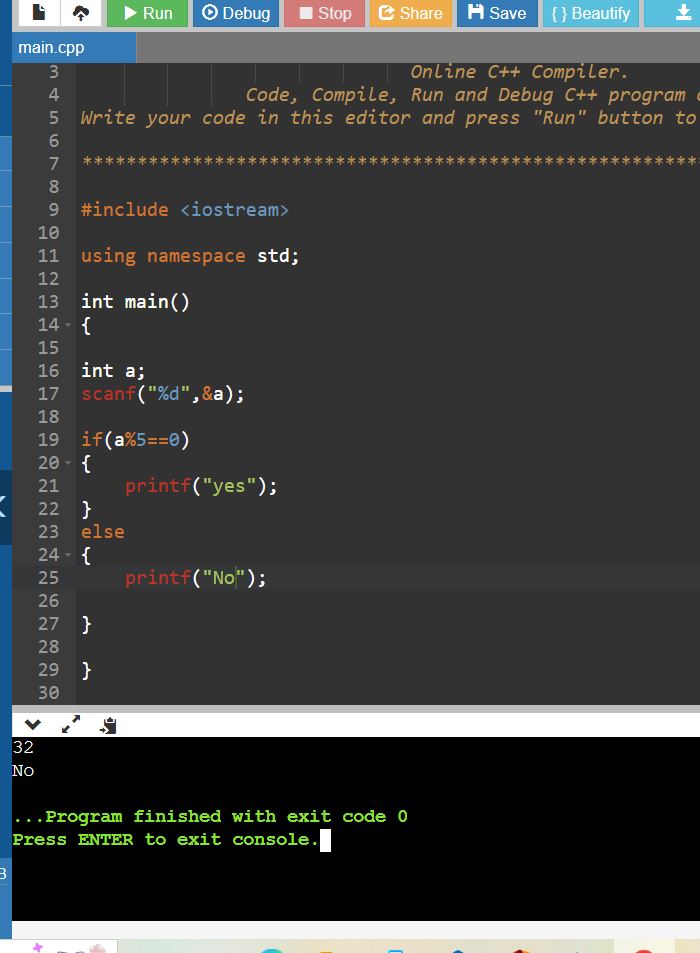 Run Debug Stop Share Save {} Beautify
main.cpp
3 Online C++ Compiler.
4 Code, Compile, Run and Debug C++ program
5 Write your code in this editor and press "Run" button to
6
7 ********************************************************
8
9 #include <iostream>
10
11 using namespace std;
12
13 int main()
14 {
15
16 int a;
17 scanf("%d",&a);
18
19 if(a%5==0)
20 {
21 printf("yes");
22 }
23 else
24 {
25 printf("No");
26
27 }
28
29 }
30
32
No
...Program finished with exit code 0
Press ENTER to exit console.
B